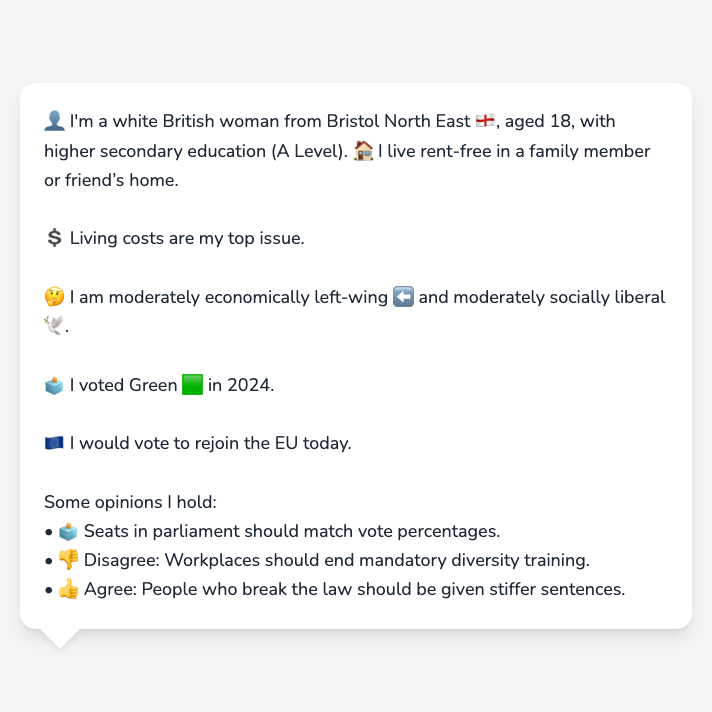 👤 I'm a white British woman from Bristol North East 🏴󠁧󠁢󠁥󠁮󠁧󠁿, aged 18, with
higher secondary education (A Level). 🏠 I live rent-free in a family member
or friend’s home.
💲 Living costs are my top issue.
🤔 I am moderately economically left-wing ⬅️ and moderately socially liberal
🕊️.
🗳️ I voted Green 🟩 in 2024.
🇪🇺 I would vote to rejoin the EU today.
Some opinions I hold:
• 🗳️ Seats in parliament should match vote percentages.
• 👎 Disagree: Workplaces should end mandatory diversity training.
• 👍 Agree: People who break the law should be given stiffer sentences.